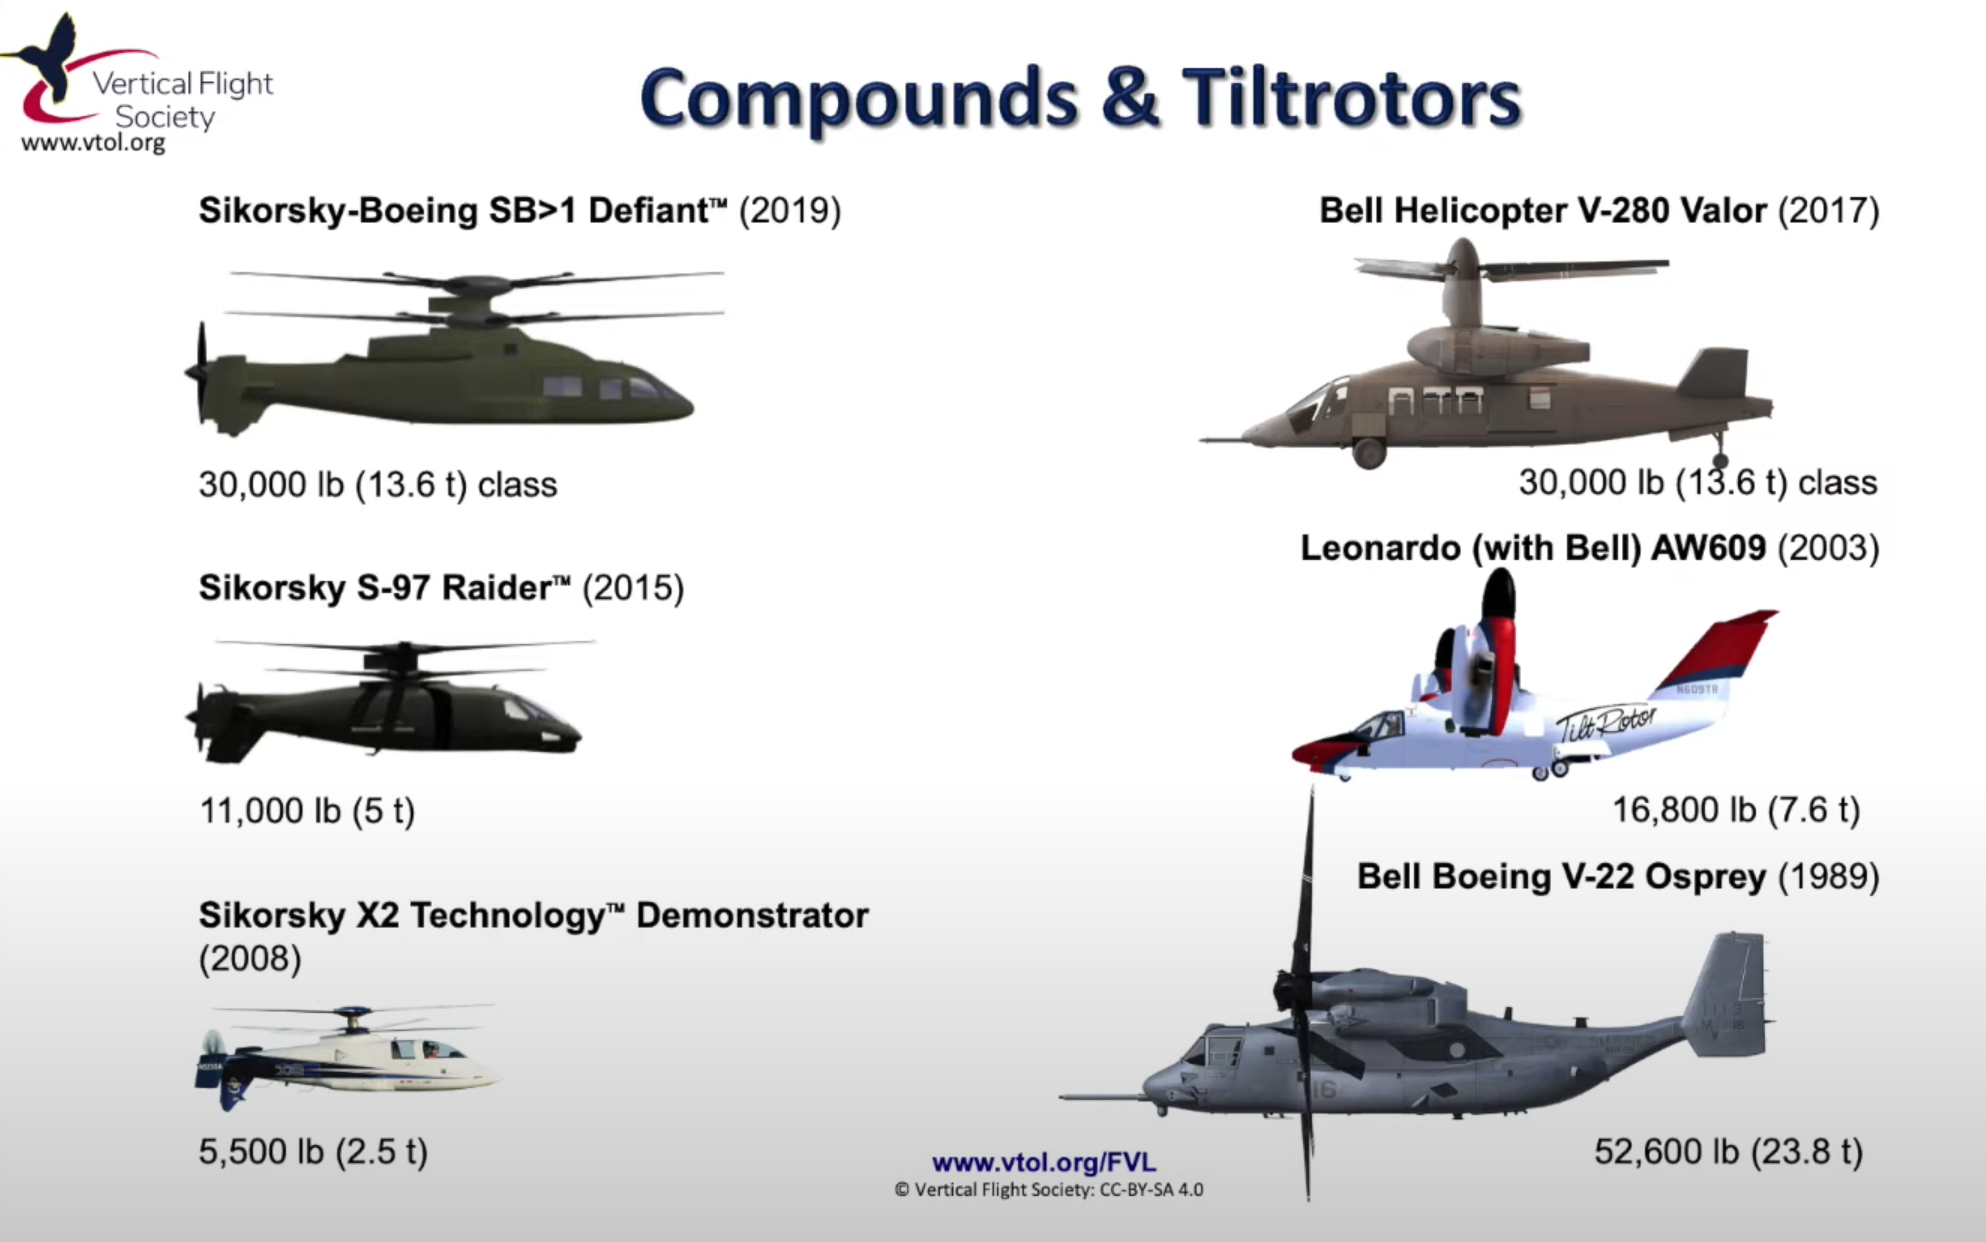 Vertical Flight
Society
www.vtol.org
Compounds & Tiltrotors
Sikorsky-Boeing SB>1 Defiant™ (2019)
30,000 lb (13.6 t) class
Sikorsky S-97 Raider™ (2015)
11,000 lb (5 t)
Sikorsky X2 Technology™ Demonstrator
(2008)
X2
5,500 lb (2.5 t)
Bell Helicopter V-280 Valor (2017)
30,000 lb (13.6 t) class
Leonardo (with Bell) AW609 (2003)
N609TR
TiltRotor
16,800 lb (7.6 t)
Bell Boeing V-22 Osprey (1989)
16
52,600 lb (23.8 t)
www.vtol.org/FVL
© Vertical Flight Society: CC-BY-SA 4.0